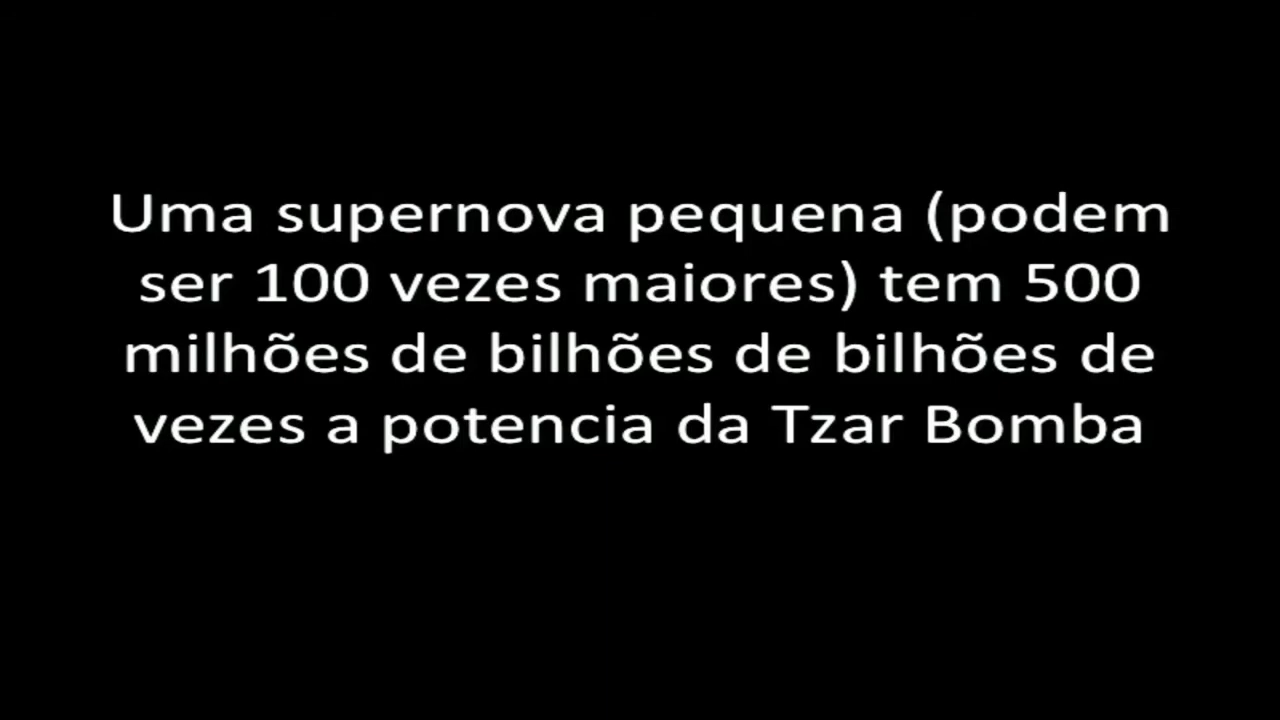 Uma supernova pequena (podem
ser 100 vezes maiores) tem 500
milhões de bilhões de bilhões de
vezes a potencia da Tzar Bomba